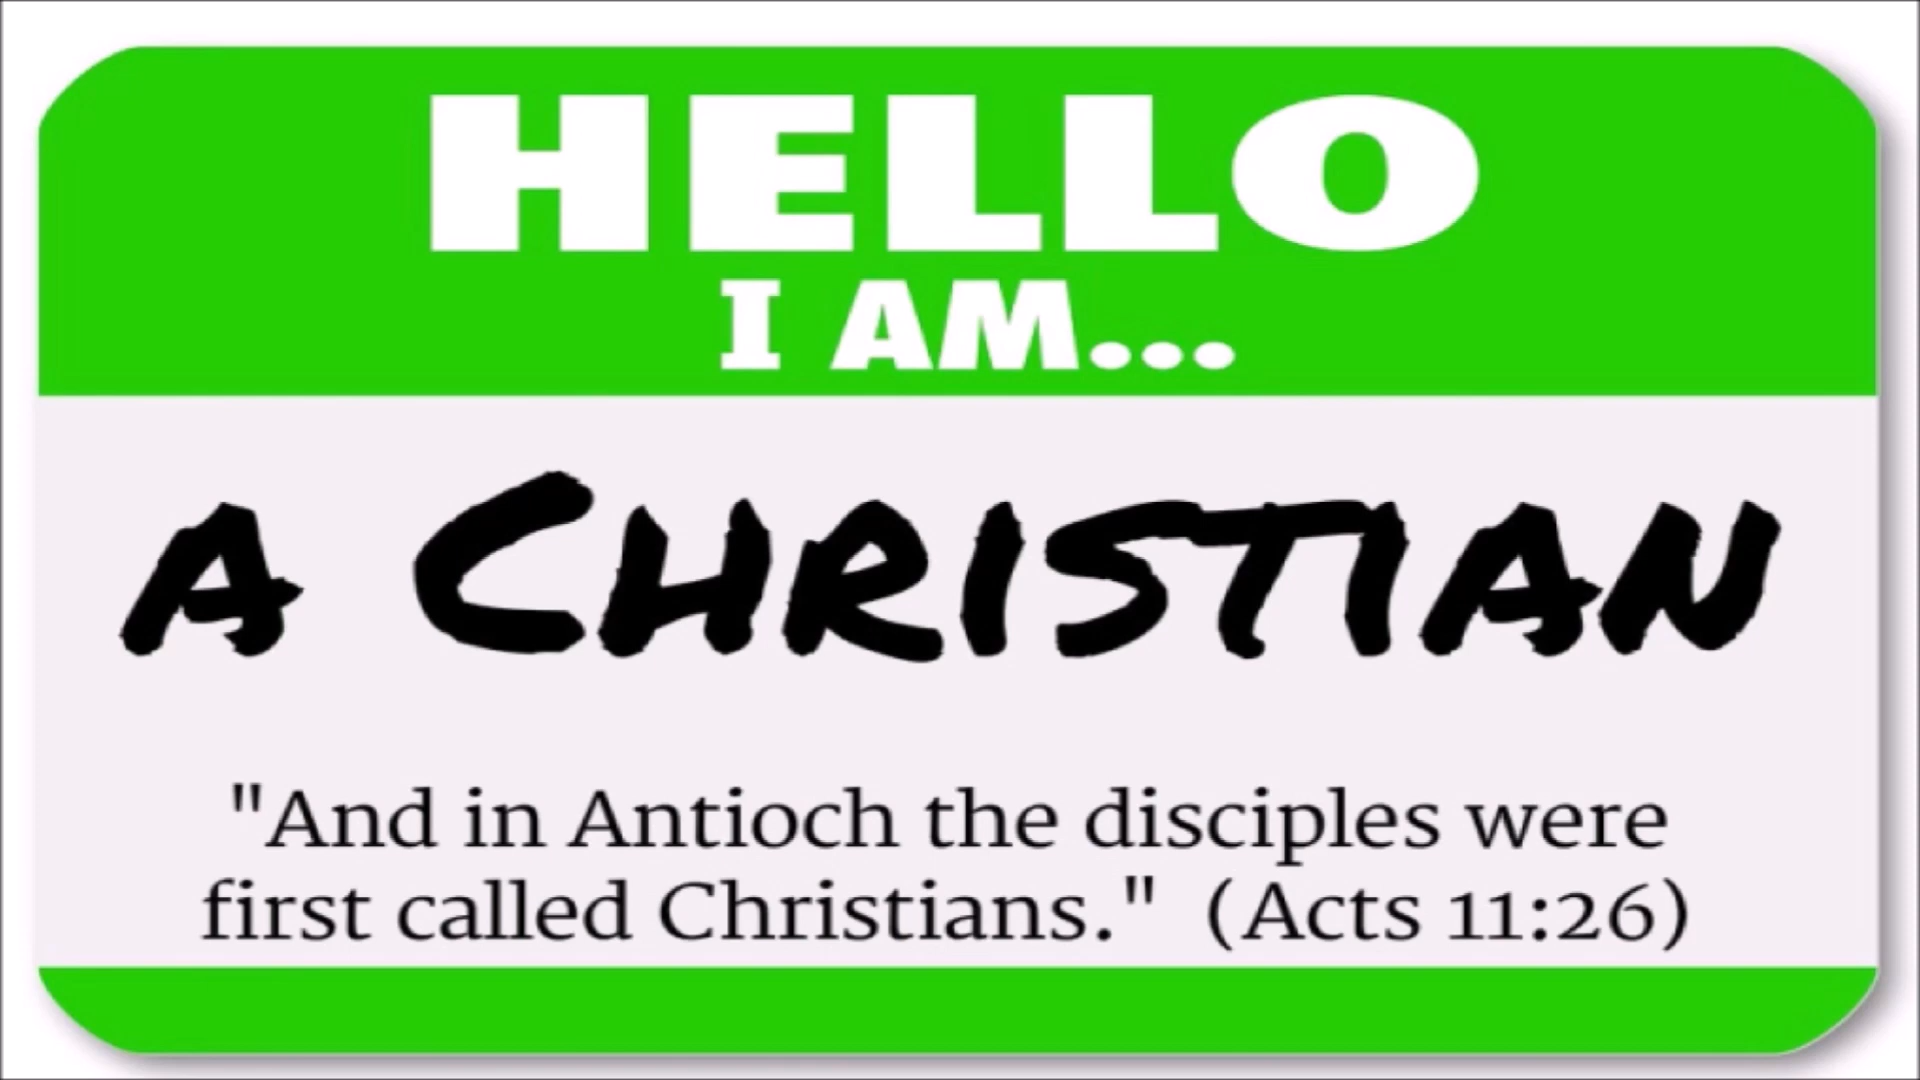 HELLO
I AM...
A CHRISTIAN
"And in Antioch the disciples were
first called Christians." (Acts 11:26)